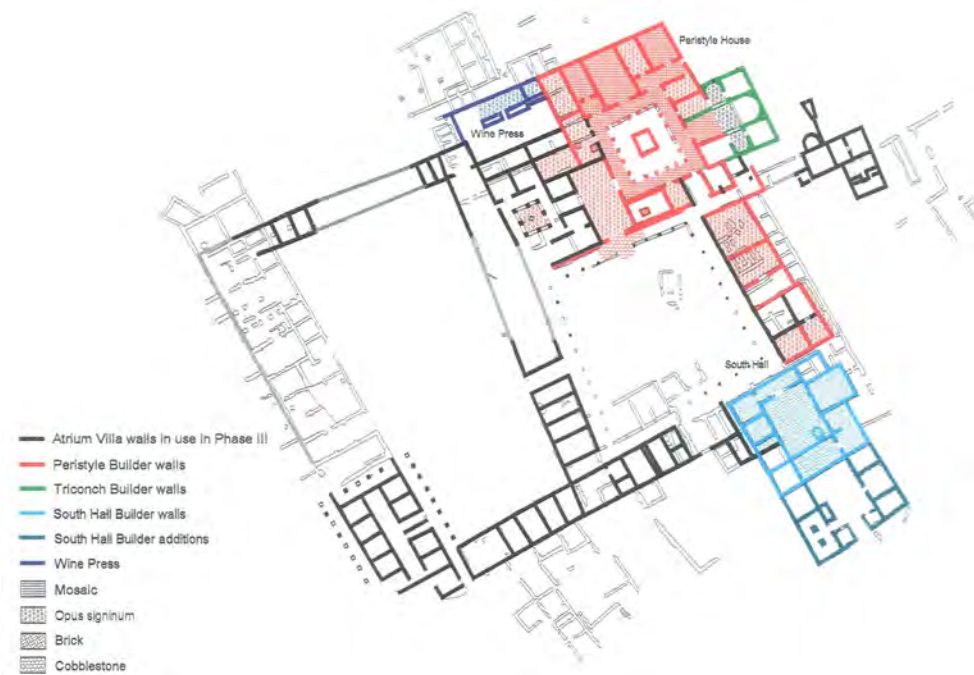 Peristyle House
Wine Press
South Hall
Atrium Villa walls in use in Phase III
Peristyle Builder walls
Triconch Builder walls
South Hall Builder walls
South Hall Builder additions
Wine Press
Mosaic
Opus signinum
Brick
Cobblestone